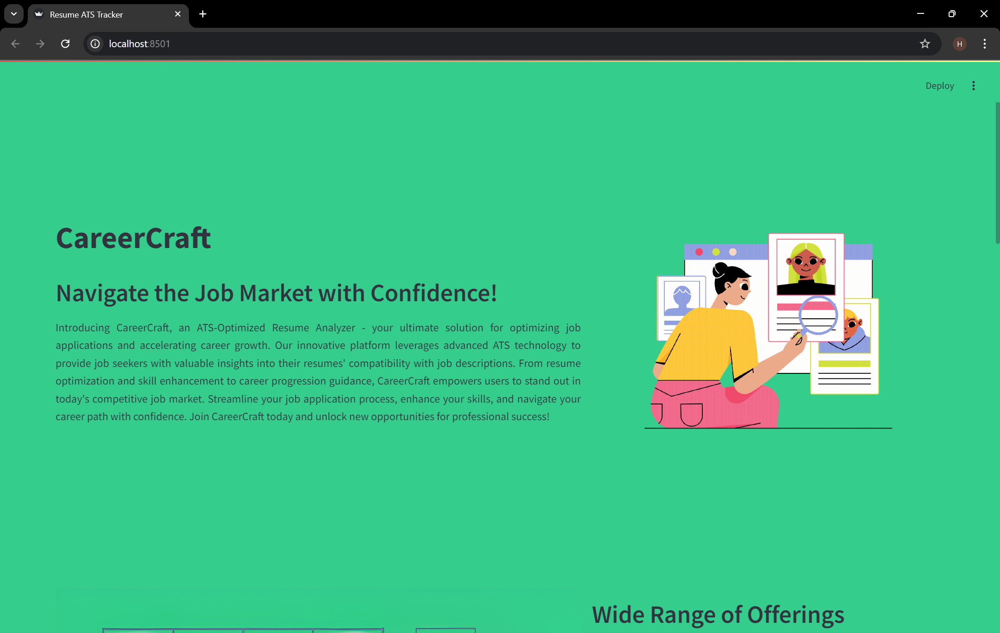 Resume ATS Tracker
localhost:8501
H
Deploy
CareerCraft
Navigate the Job Market with Confidence!
Introducing CareerCraft, an ATS-Optimized Resume Analyzer - your ultimate solution for optimizing job
applications and accelerating career growth. Our innovative platform leverages advanced ATS technology to
provide job seekers with valuable insights into their resumes' compatibility with job descriptions. From resume
optimization and skill enhancement to career progression guidance, CareerCraft empowers users to stand out in
today's competitive job market. Streamline your job application process, enhance your skills, and navigate your
career path with confidence. Join CareerCraft today and unlock new opportunities for professional success!
Wide Range of Offerings